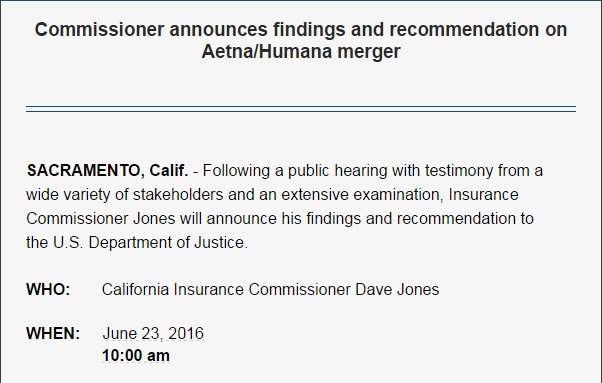 Commissioner announces findings and recommendation on
Aetna/Humana merger
SACRAMENTO, Calif. - Following a public hearing with testimony from a
wide variety of stakeholders and an extensive examination, Insurance
Commissioner Jones will announce his findings and recommendation to
the U.S. Department of Justice.
WHO: California Insurance Commissioner Dave Jones
WHEN: June 23, 2016
10:00 am